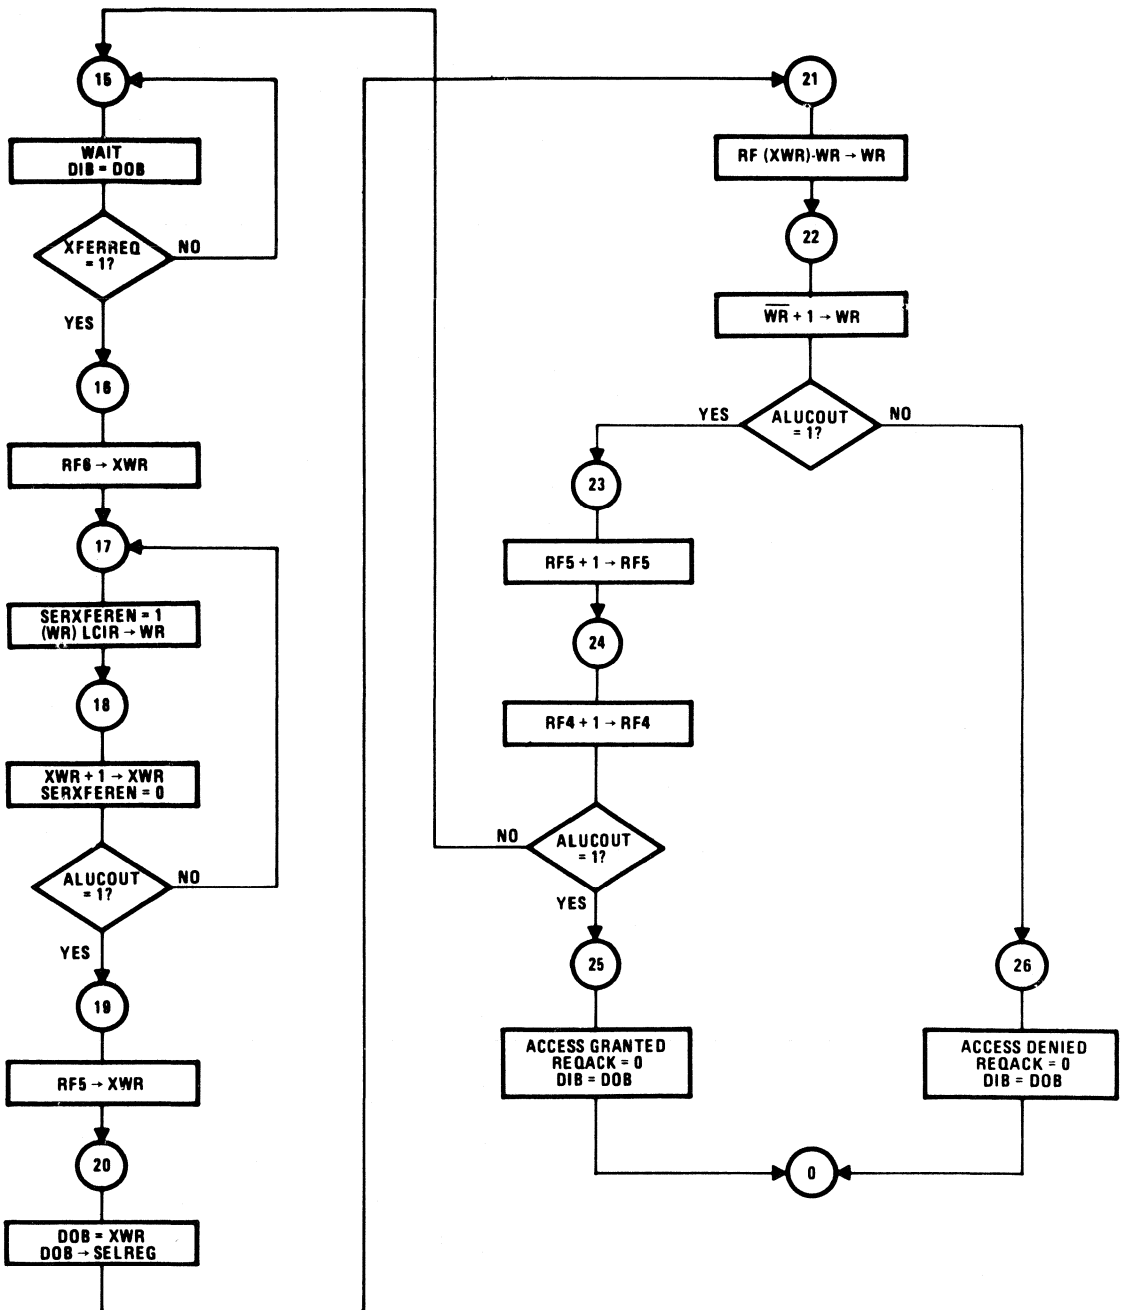 15
WAIT
DIB = DOB
XFERREQ
= 1?
NO
YES
16
RF6 → XWR
17
SERXFEREN = 1
(WR) LCIR → WR
18
XWR + 1 → XWR
SERXFEREN = 0
ALUCOUT
= 1?
NO
YES
19
RF5 → XWR
20
DOB = XWR
DOB → SELREG
21
RF (XWR)-WR → WR
22
W̅R̅ + 1 → WR
ALUCOUT
= 1?
YES
NO
23
RF5 + 1 → RF5
24
RF4 + 1 → RF4
ALUCOUT
= 1?
NO
YES
25
ACCESS GRANTED
REQACK = 0
DIB = DOB
26
ACCESS DENIED
REQACK = 0
DIB = DOB
0